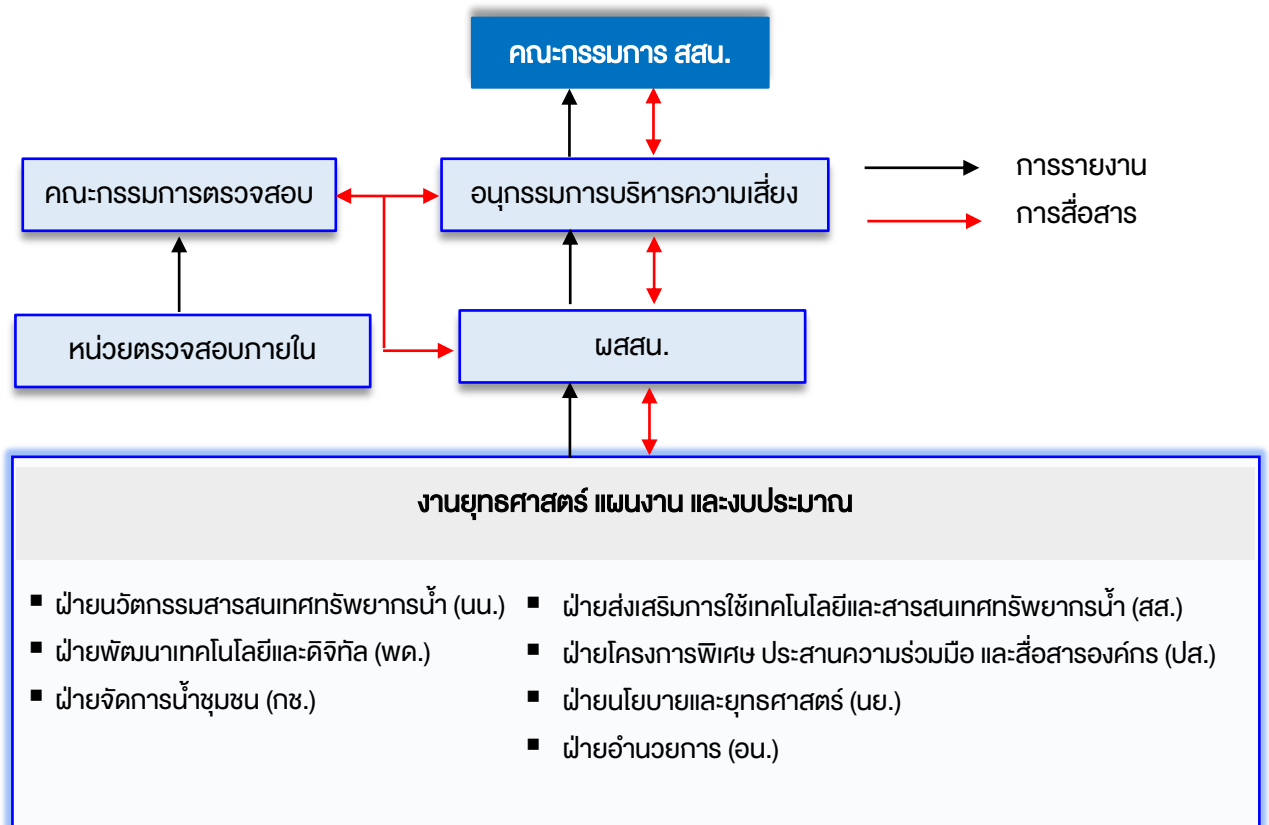 คณะกรรมการ สสน.
คณะกรรมการตรวจสอบ
อนุกรรมการบริหารความเสี่ยง
การรายงาน
การสื่อสาร
หน่วยตรวจสอบภายใน
ผสสน.
งานยุทธศาสตร์ แผนงาน และงบประมาณ
▪ ฝ่ายนวัตกรรมสารสนเทศทรัพยากรน้ำ (นน.)
▪ ฝ่ายพัฒนาเทคโนโลยีและดิจิทัล (พด.)
▪ ฝ่ายจัดการน้ำชุมชน (กช.)
▪ ฝ่ายส่งเสริมการใช้เทคโนโลยีและสารสนเทศทรัพยากรน้ำ (สส.)
▪ ฝ่ายโครงการพิเศษ ประสานความร่วมมือ และสื่อสารองค์กร (ปส.)
▪ ฝ่ายนโยบายและยุทธศาสตร์ (นย.)
▪ ฝ่ายอำนวยการ (อน.)